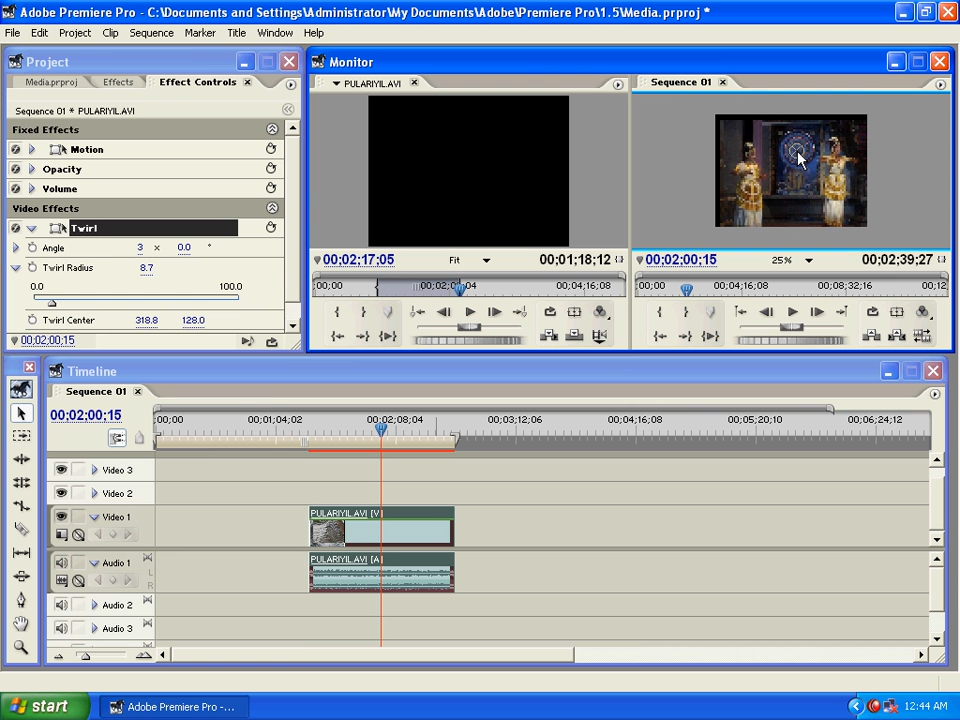 Adobe Premiere Pro - C:\Documents and Settings\Administrator\My Documents\Adobe\Premiere Pro\1.5\Media.prproj *
File Edit Project Clip Sequence Marker Title Window Help
Project
Media.prproj Effects Effect Controls
Sequence 01 * PULARIYIL.AVI
Fixed Effects
Motion
Opacity
Volume
Video Effects
Twirl
Angle 3 x 0.0 °
Twirl Radius 8.7
0.0 100.0
Twirl Center 318.8 128.0
00;02;00;15
Monitor
PULARIYIL.AVI
Sequence 01
00;02;17;05 Fit 00;01;18;12
00;02;00;15 25% 00;02;39;27
;00;00 00;04;16;08
00;00 00;04;16;08 00;08;32;16 00;12
Timeline
Sequence 01
00;02;00;15
;00;00 00;01;04;02 00;02;08;04 00;03;12;06 00;04;16;08 00;05;20;10 00;06;24;12
Video 3
Video 2
Video 1
PULARIYIL.AVI [V]
Audio 1
L
R
PULARIYIL.AVI [A]
Audio 2
Audio 3
start
Adobe Premiere Pro -...
12:44 AM